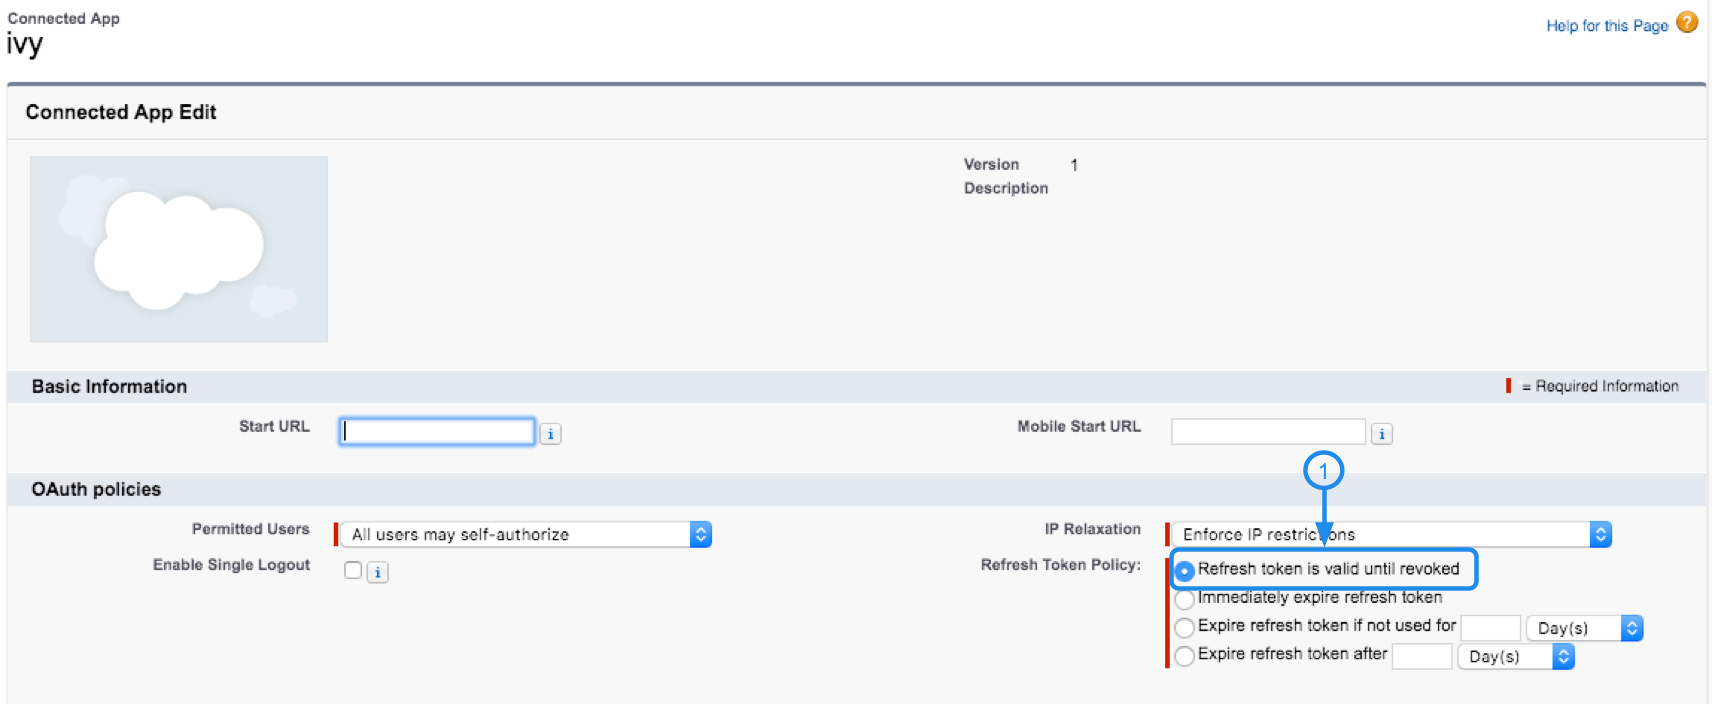 Connected App
ivy
Help for this Page ?
Connected App Edit
Version 1
Description
Basic Information
= Required Information
Start URL i
Mobile Start URL i
1
OAuth policies
Permitted Users All users may self-authorize
IP Relaxation Enforce IP restrictions
Enable Single Logout i
Refresh Token Policy: Refresh token is valid until revoked
Immediately expire refresh token
Expire refresh token if not used for Day(s)
Expire refresh token after Day(s)